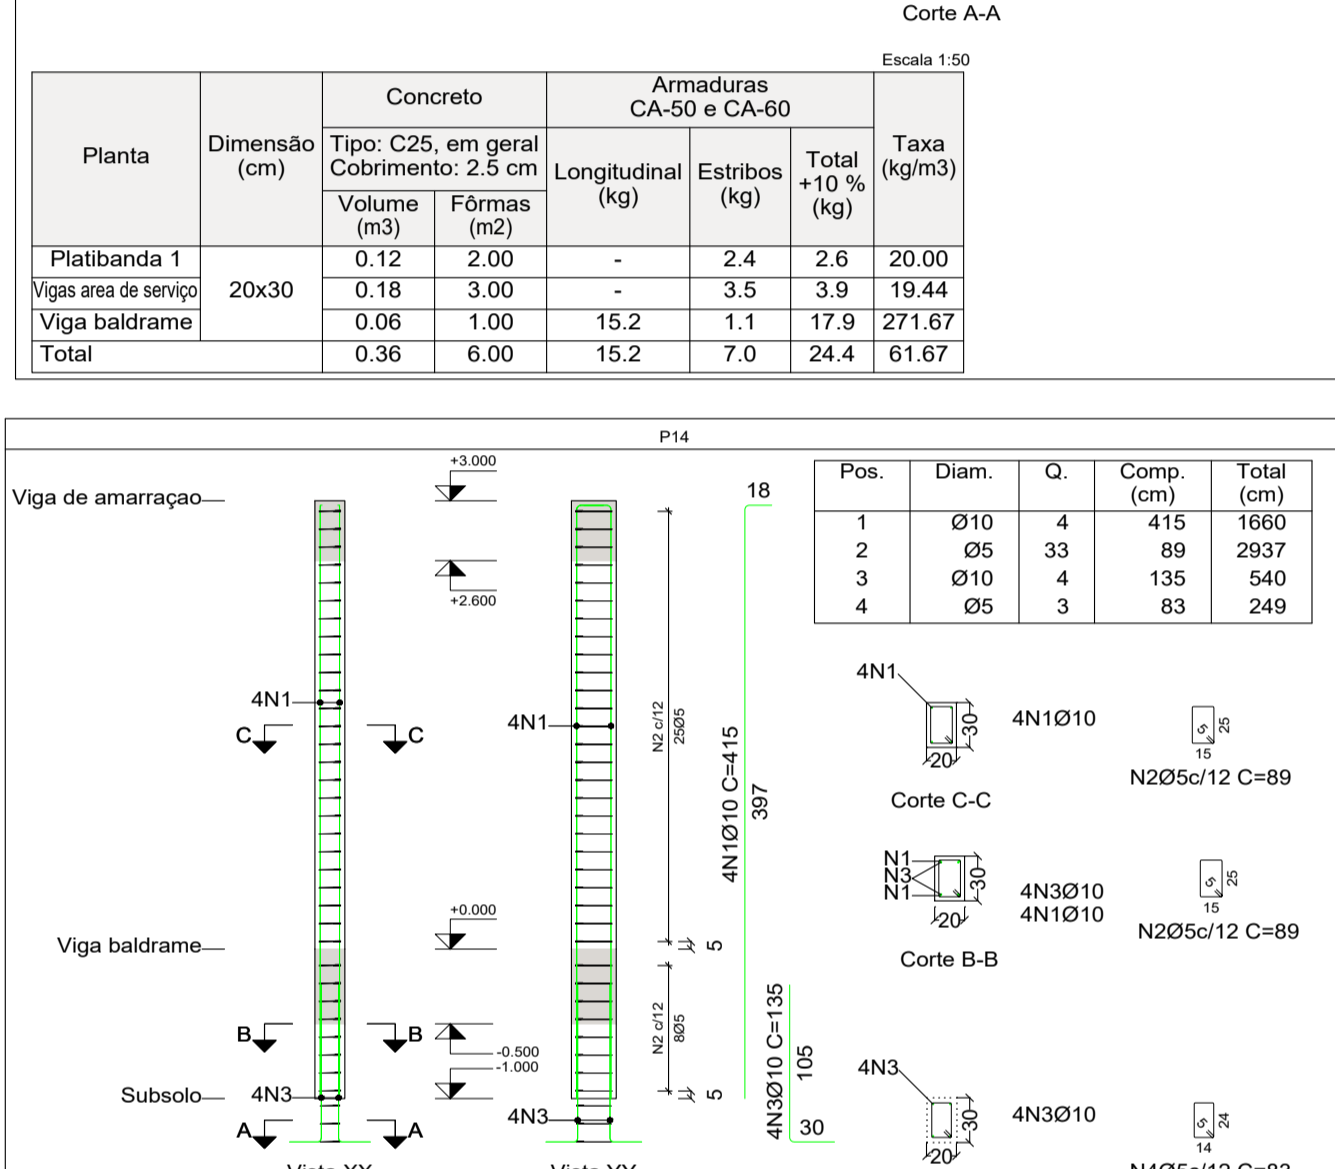 Corte A-A
Escala 1:50
Planta
Dimensão
(cm)
Concreto
Armaduras
CA-50 e CA-60
Taxa
(kg/m3)
Tipo: C25, em geral
Cobrimento: 2.5 cm
Longitudinal
(kg)
Estribos
(kg)
Total
+10 %
(kg)
Volume
(m3)
Fôrmas
(m2)
Platibanda 1 0.12 2.00 - 2.4 2.6 20.00
Vigas area de serviço 20x30 0.18 3.00 - 3.5 3.9 19.44
Viga baldrame 0.06 1.00 15.2 1.1 17.9 271.67
Total 0.36 6.00 15.2 7.0 24.4 61.67
P14
Viga de amarraçao
+3.000
+2.600
4N1
C C
Viga baldrame
+0.000
B B
-0.500
-1.000
Subsolo
4N3
A A
Vista XX
4N1
4N3
Vista YY
N2 c/12
25Ø5
5
N2 c/12
8Ø5
5
18
4N1Ø10 C=415
397
4N3Ø10 C=135
105
30
Pos. Diam. Q. Comp.
(cm) Total
(cm)
1 Ø10 4 415 1660
2 Ø5 33 89 2937
3 Ø10 4 135 540
4 Ø5 3 83 249
4N1
30
20
Corte C-C
4N1Ø10
5
25
15
N2Ø5c/12 C=89
N1
N3
N1
30
20
Corte B-B
4N3Ø10
4N1Ø10
5
25
15
N2Ø5c/12 C=89
4N3
30
20
4N3Ø10
5
24
14
N4Ø5c/12 C=83